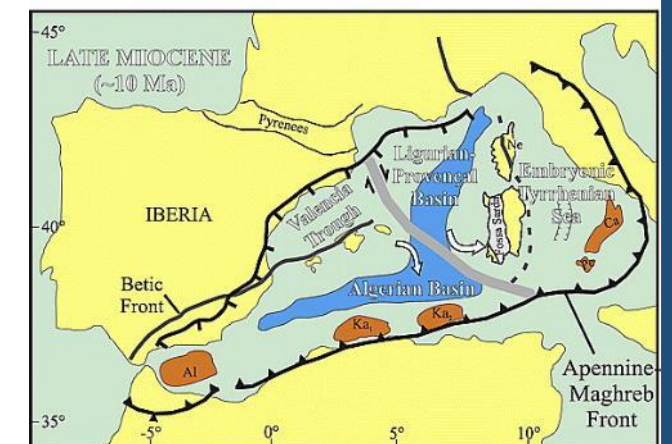 45°
LATE MIOCENE
(~10 Ma)
Pyrenees
Ne
Ligurian-
Provençal
Basin
Embryonic
Tyrrhenian
Sea
IBERIA
Valencia
Trough
Fossa Sarda
Ca
40°
Pe
Betic
Front
Algerian Basin
Ka₁
Ka₂
Al
Apennine-
Maghreb
Front
35°
-5°
0°
5°
10°